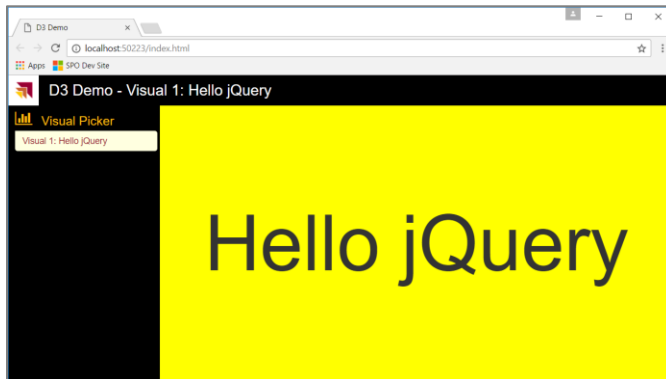 D3 Demo
localhost:50223/index.html
Apps SPO Dev Site
D3 Demo - Visual 1: Hello jQuery
Visual Picker
Visual 1: Hello jQuery
Hello jQuery